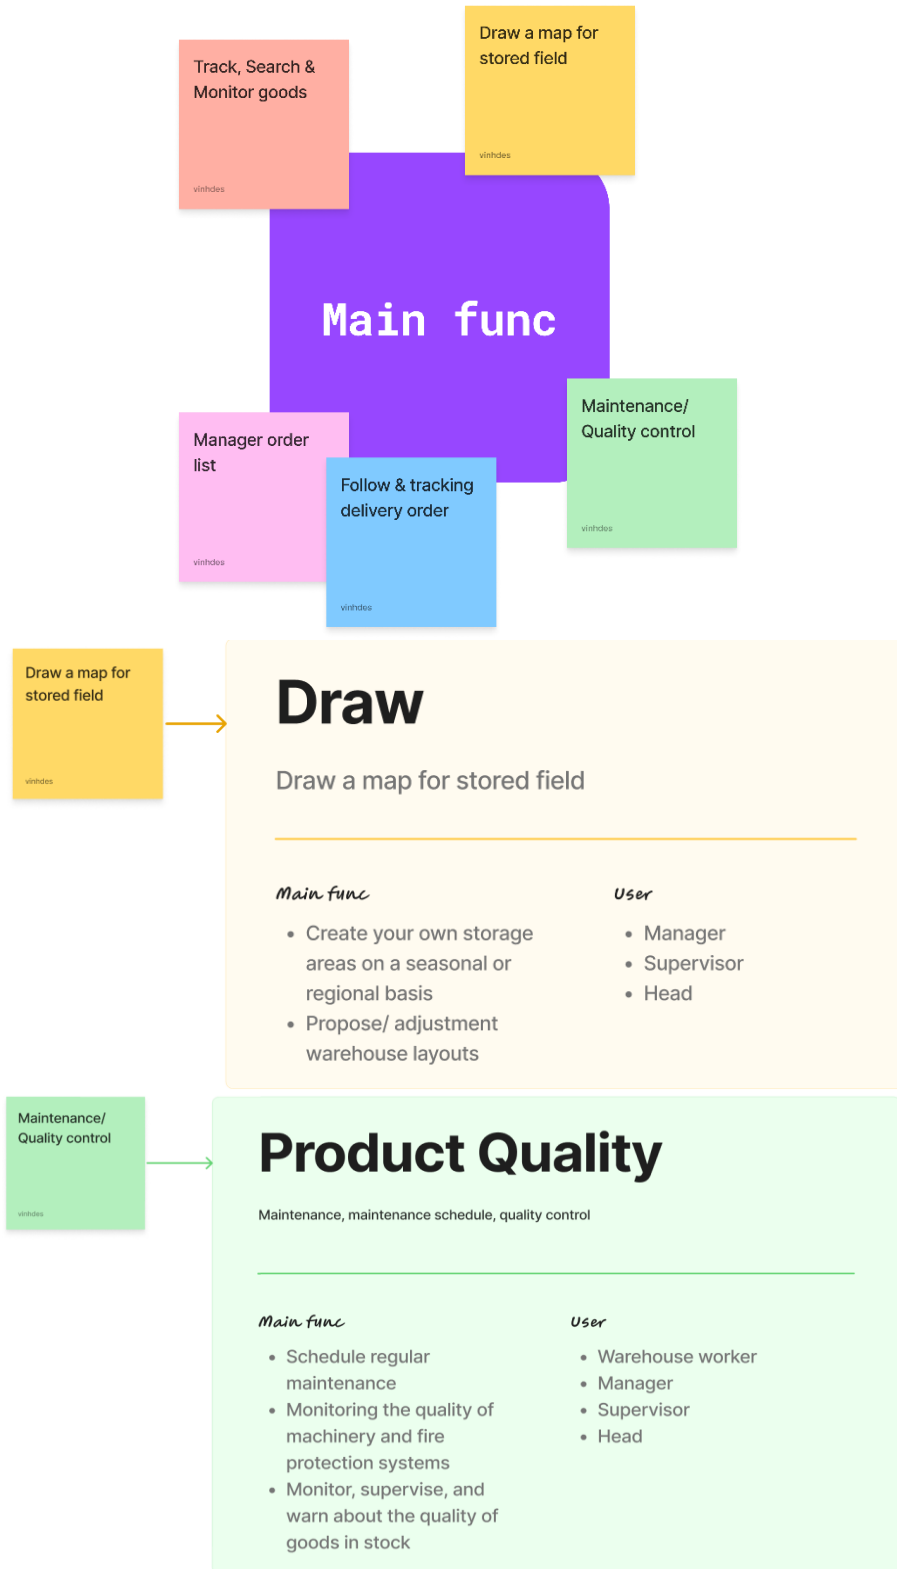 Draw a map for
stored field
vinhdes
Track, Search &
Monitor goods
vinhdes
Main func
Maintenance/
Quality control
vinhdes
Manager order
list
vinhdes
Follow & tracking
delivery order
vinhdes
Draw a map for
stored field
vinhdes
Draw
Draw a map for stored field
Main func
• Create your own storage
areas on a seasonal or
regional basis
• Propose/ adjustment
warehouse layouts
User
• Manager
• Supervisor
• Head
Maintenance/
Quality control
vinhdes
Product Quality
Maintenance, maintenance schedule, quality control
Main func
• Schedule regular
maintenance
• Monitoring the quality of
machinery and fire
protection systems
• Monitor, supervise, and
warn about the quality of
goods in stock
User
• Warehouse worker
• Manager
• Supervisor
• Head